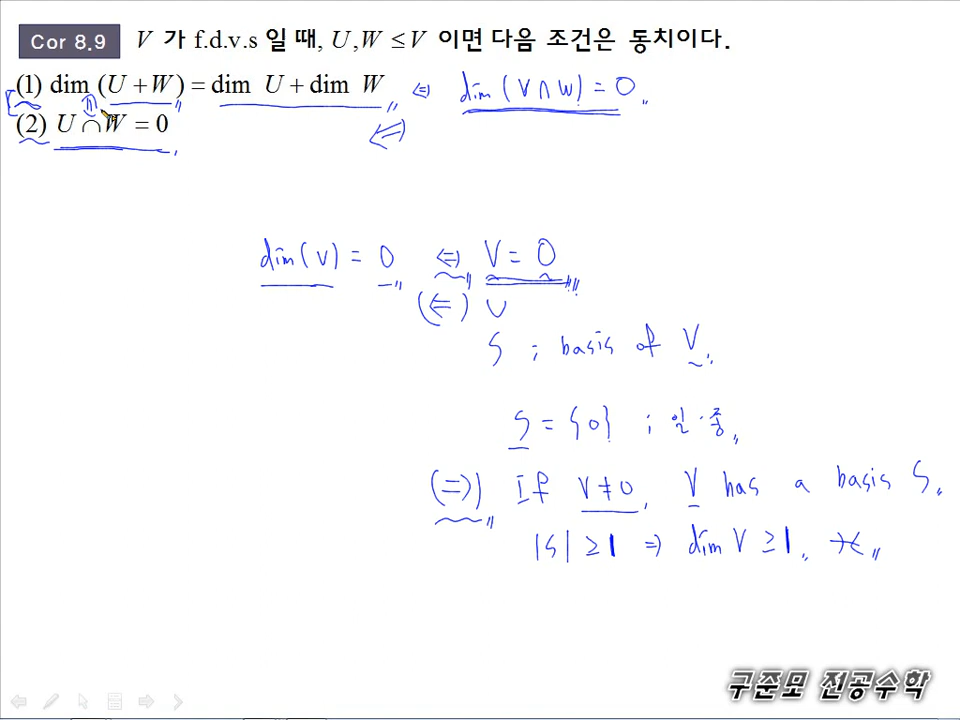 Cor 8.9 V 가 f.d.v.s 일 때, U,W ≤ V 이면 다음 조건은 동치이다.
(1) dim (U + W) = dim U + dim W ⇔ dim(V∩W) = 0
(2) U ∩ W = 0 ⇐
dim(V) = 0 ⇔ V = 0
(⇐) V
S ; basis of V
S = {0} ; 일.종
(⇒) If V≠0, V has a basis S.
|S| ≥ 1 ⇒ dim V ≥ 1,
구준모 전공수학